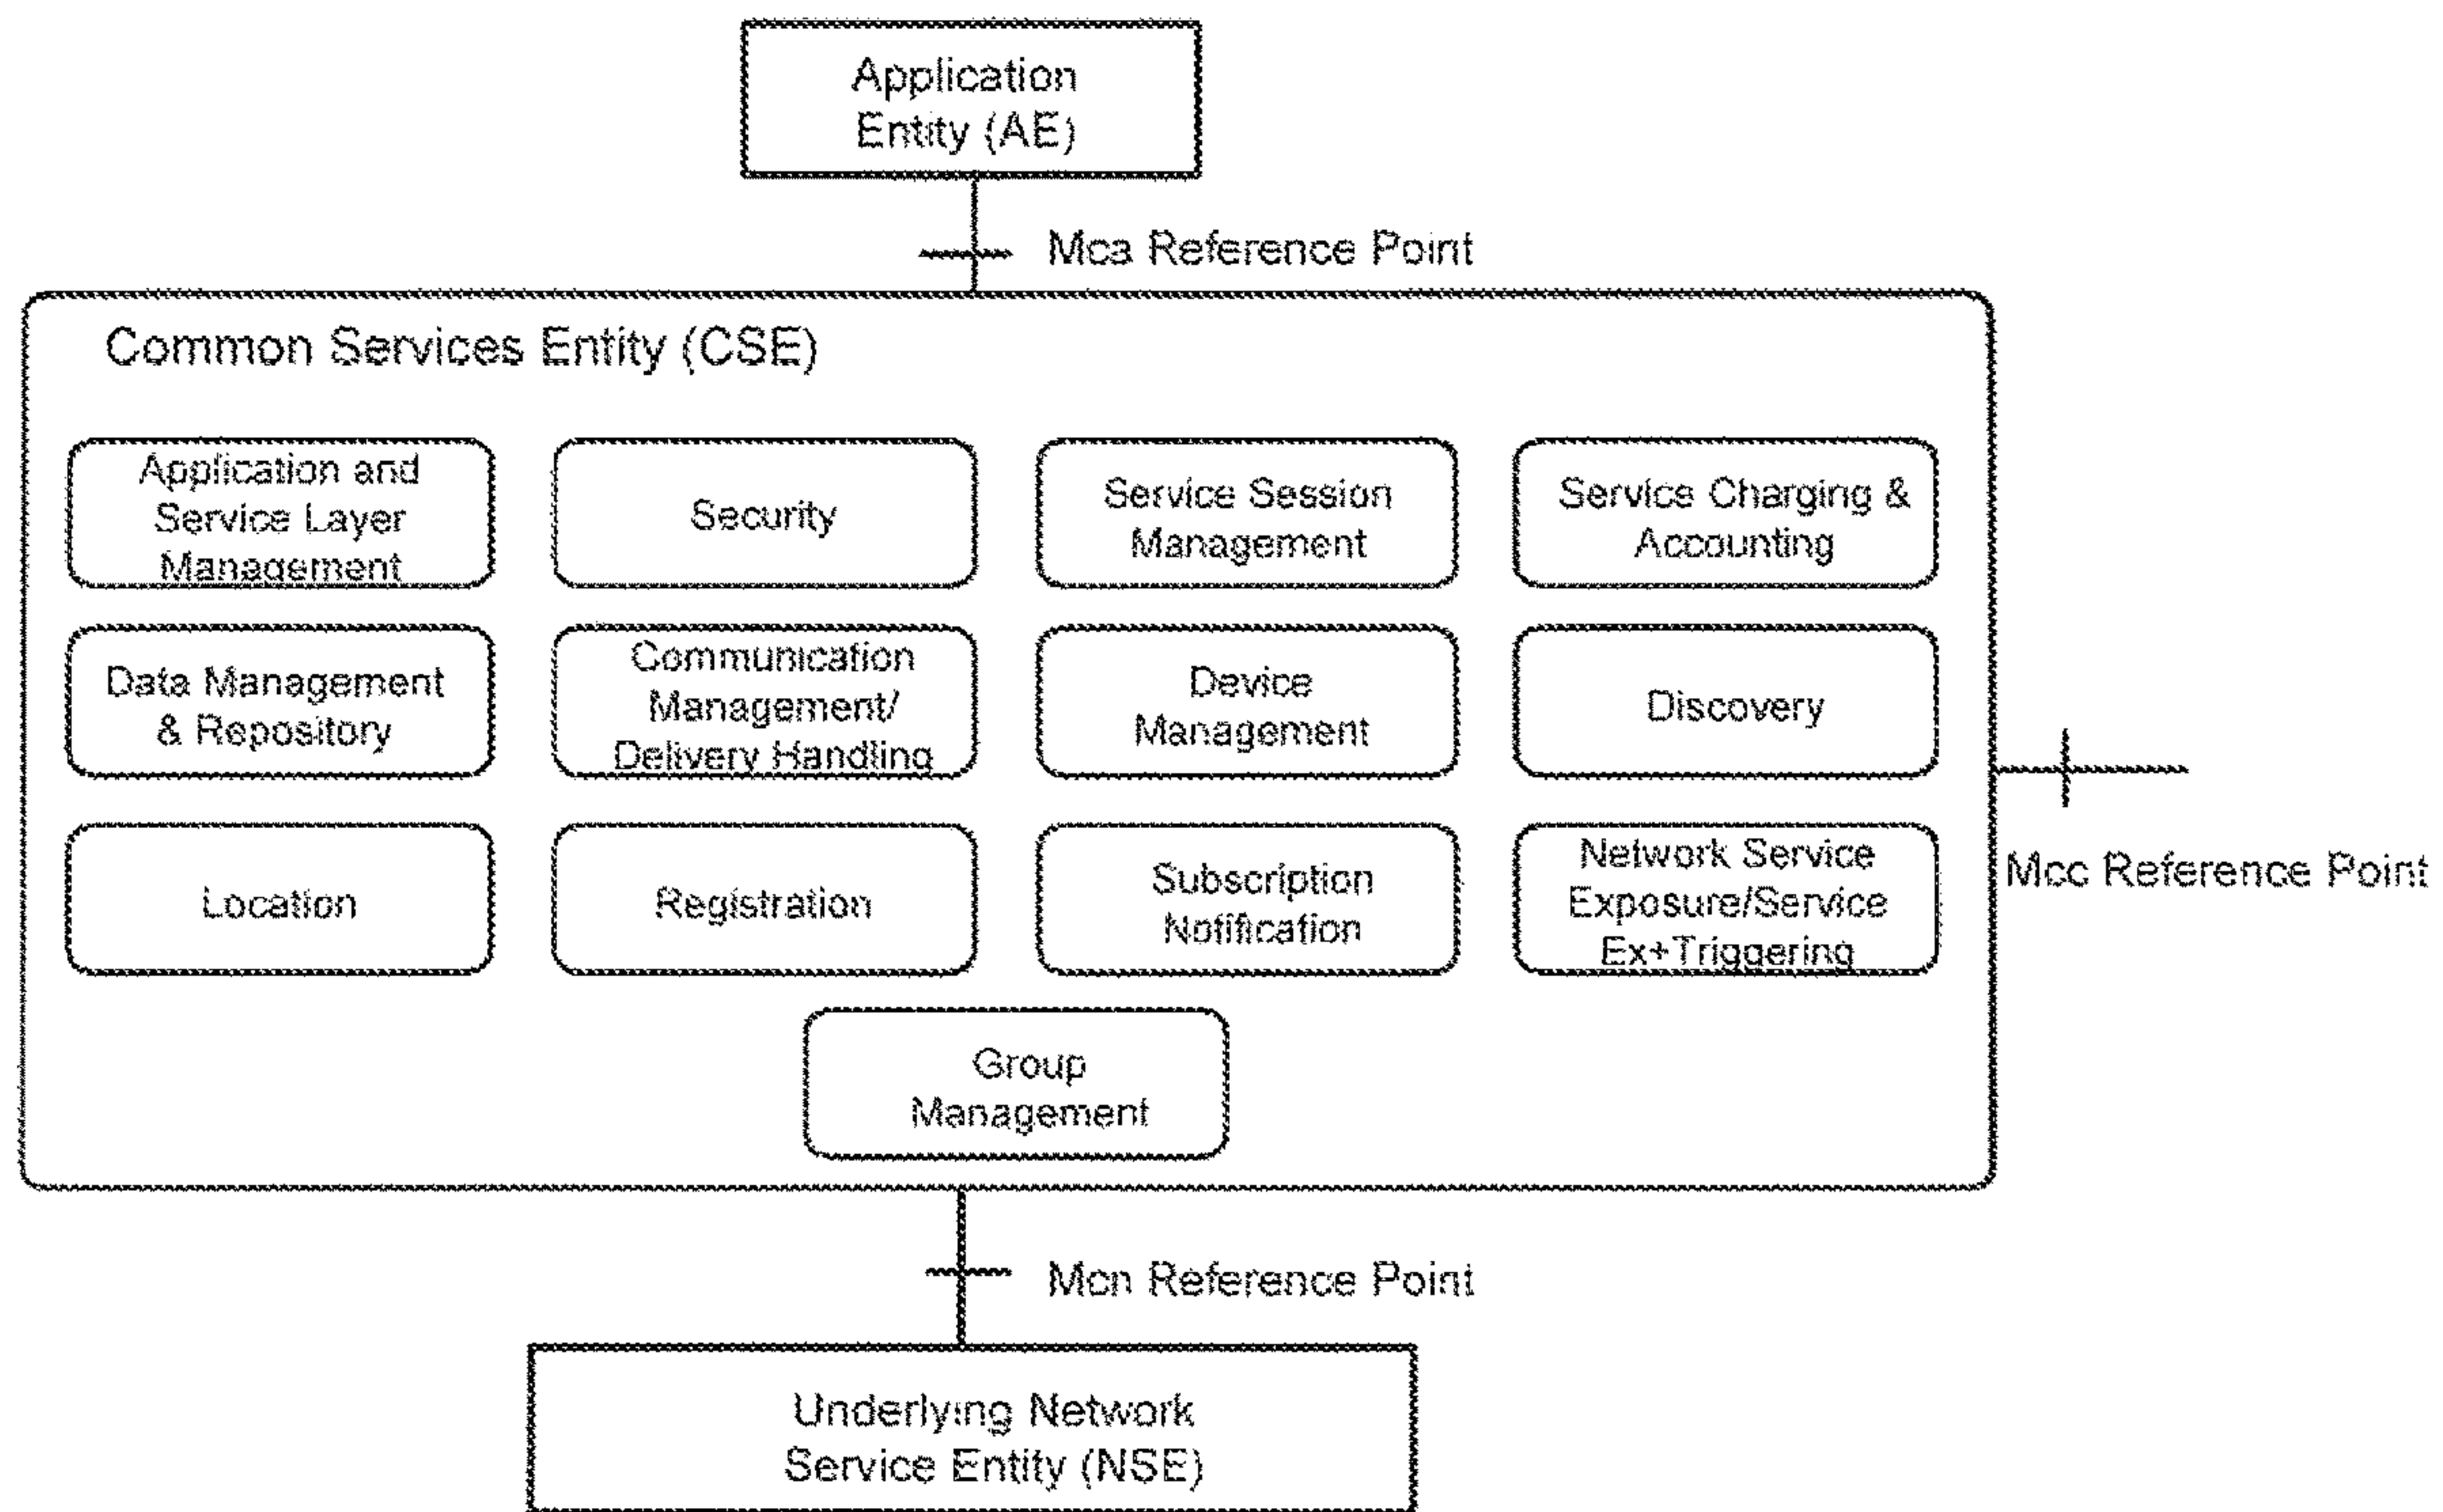 Application
Entity (AE)
Mca Reference Point
Common Services Entity (CSE)
Application and
Service Layer
Management
Security
Service Session
Management
Service Charging &
Accounting
Data Management
& Repository
Communication
Management/
Delivery Handling
Device
Management
Discovery
Mcc Reference Point
Location
Registration
Subscription
Notification
Network Service
Exposure/Service
Ex+Triggering
Group
Management
Mcn Reference Point
Underlying Network
Service Entity (NSE)